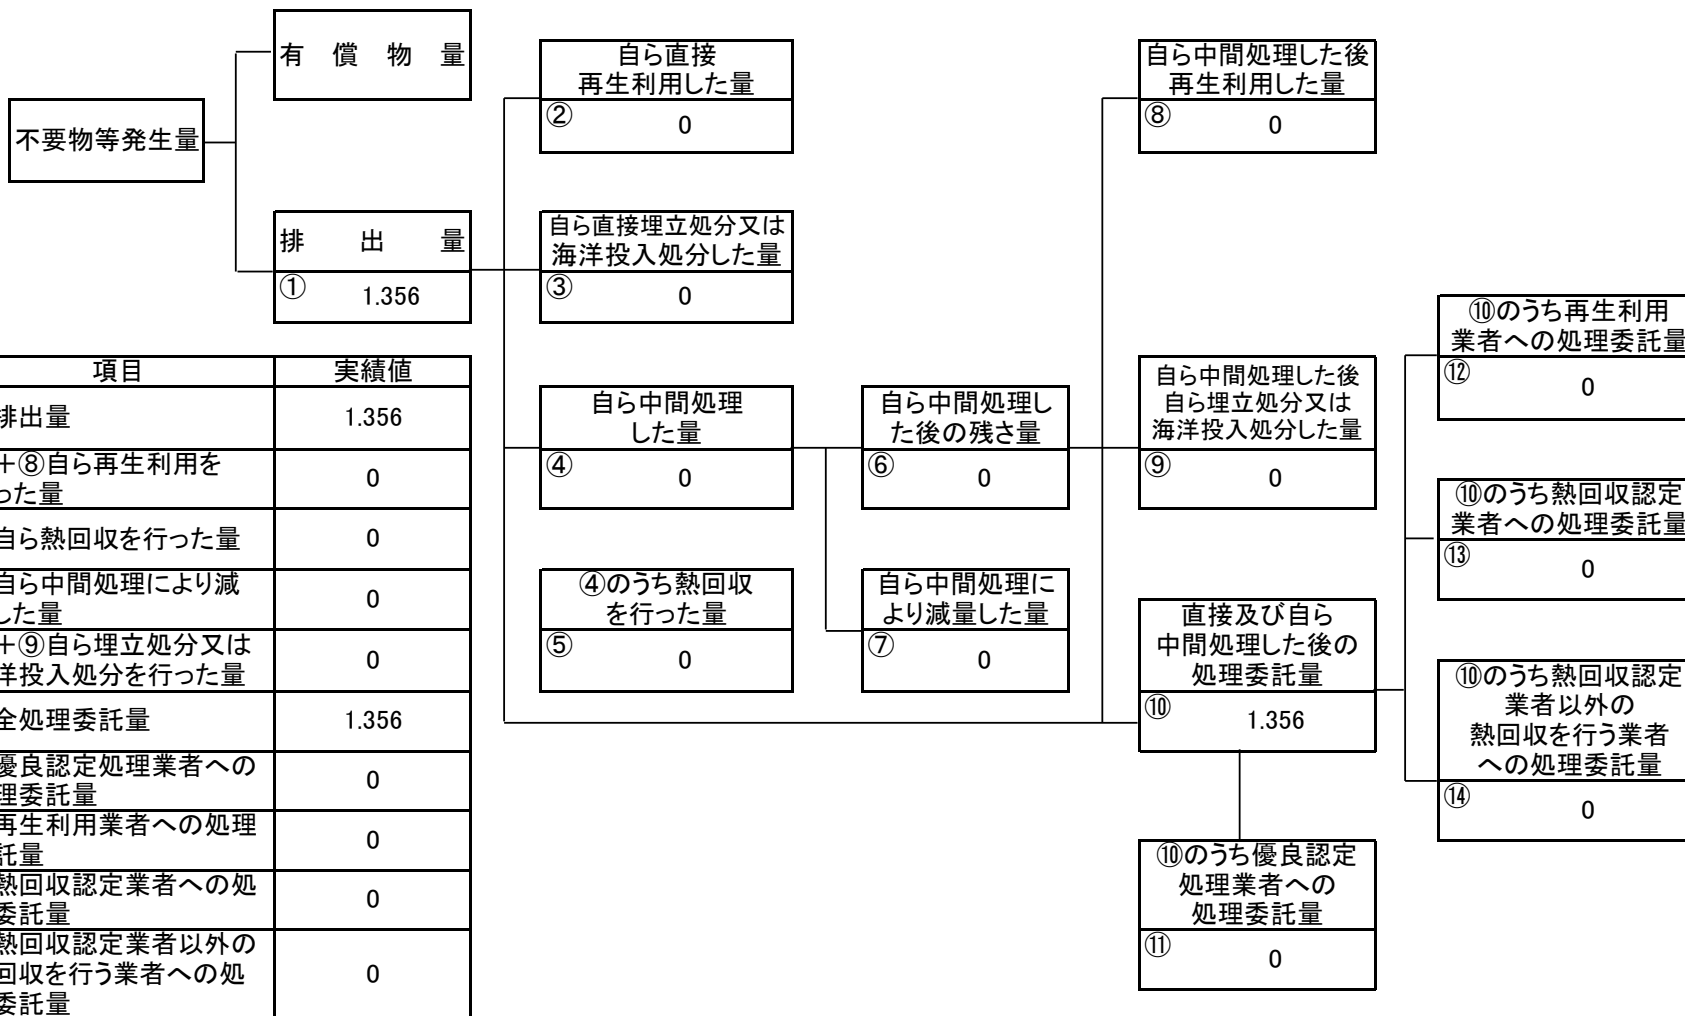 不要物等発生量
有償物量
排出量
①
1.356
自ら直接
再生利用した量
②
0
自ら直接埋立処分又は
海洋投入処分した量
③
0
自ら中間処理
した量
④
0
④のうち熱回収
を行った量
⑤
0
自ら中間処理し
た後の残さ量
⑥
0
自ら中間処理に
より減量した量
⑦
0
自ら中間処理した後
再生利用した量
⑧
0
自ら中間処理した後
自ら埋立処分又は
海洋投入処分した量
⑨
0
直接及び自ら
中間処理した後の
処理委託量
⑩
1.356
⑩のうち優良認定
処理業者への
処理委託量
⑪
0
⑩のうち再生利用
業者への処理委託量
⑫
0
⑩のうち熱回収認定
業者への処理委託量
⑬
0
⑩のうち熱回収認定
業者以外の
熱回収を行う業者
への処理委託量
⑭
0
項目 実績値
排出量 1.356
＋⑧自ら再生利用を
った量 0
自ら熱回収を行った量 0
自ら中間処理により減
した量 0
＋⑨自ら埋立処分又は
洋投入処分を行った量 0
全処理委託量 1.356
優良認定処理業者への
理委託量 0
再生利用業者への処理
託量 0
熱回収認定業者への処
委託量 0
熱回収認定業者以外の
回収を行う業者への処
委託量 0